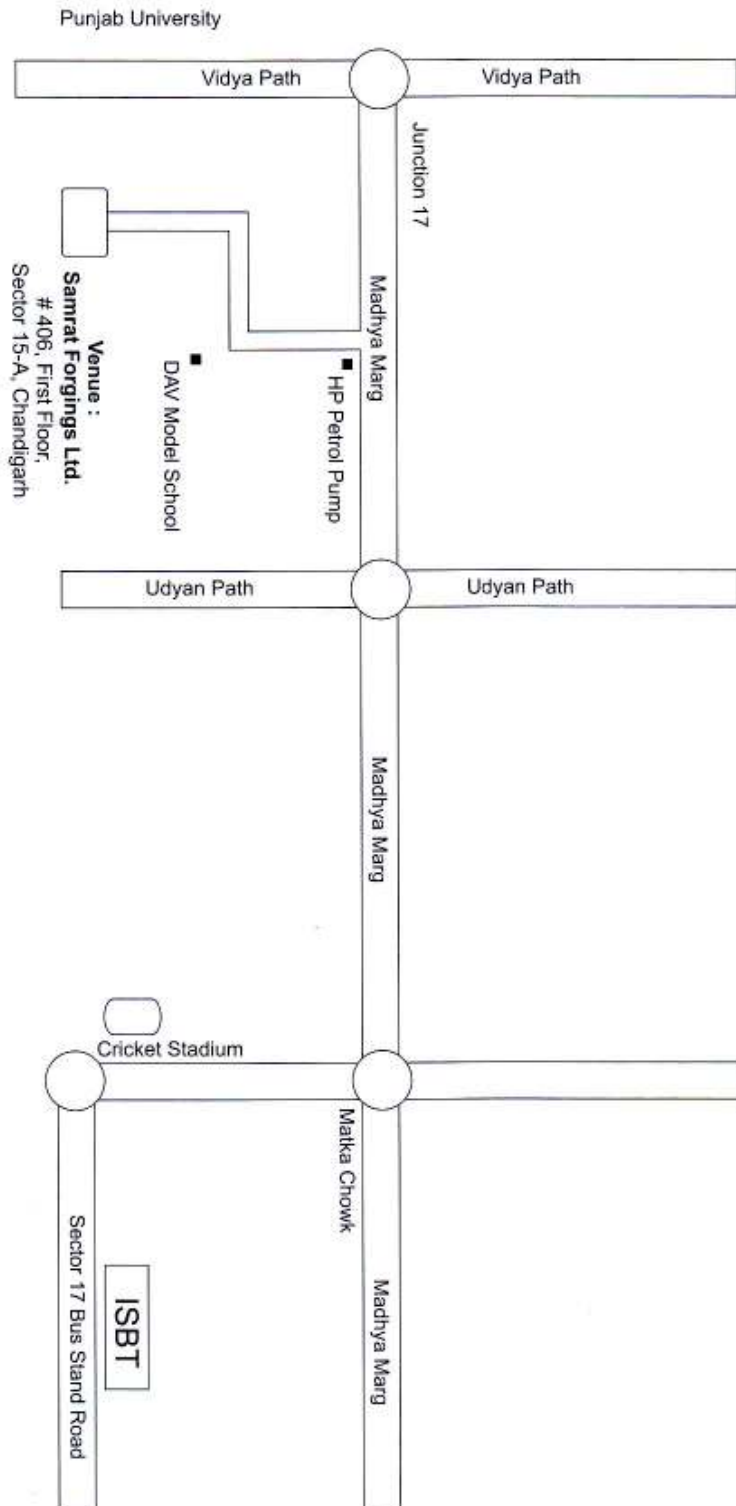 Punjab University
Vidya Path
Vidya Path
Junction 17
Madhya Marg
Venue :
Samrat Forgings Ltd.
# 406, First Floor,
Sector 15-A, Chandigarh
DAV Model School
HP Petrol Pump
Udyan Path
Udyan Path
Madhya Marg
Cricket Stadium
Matka Chowk
Sector 17 Bus Stand Road
ISBT
Madhya Marg